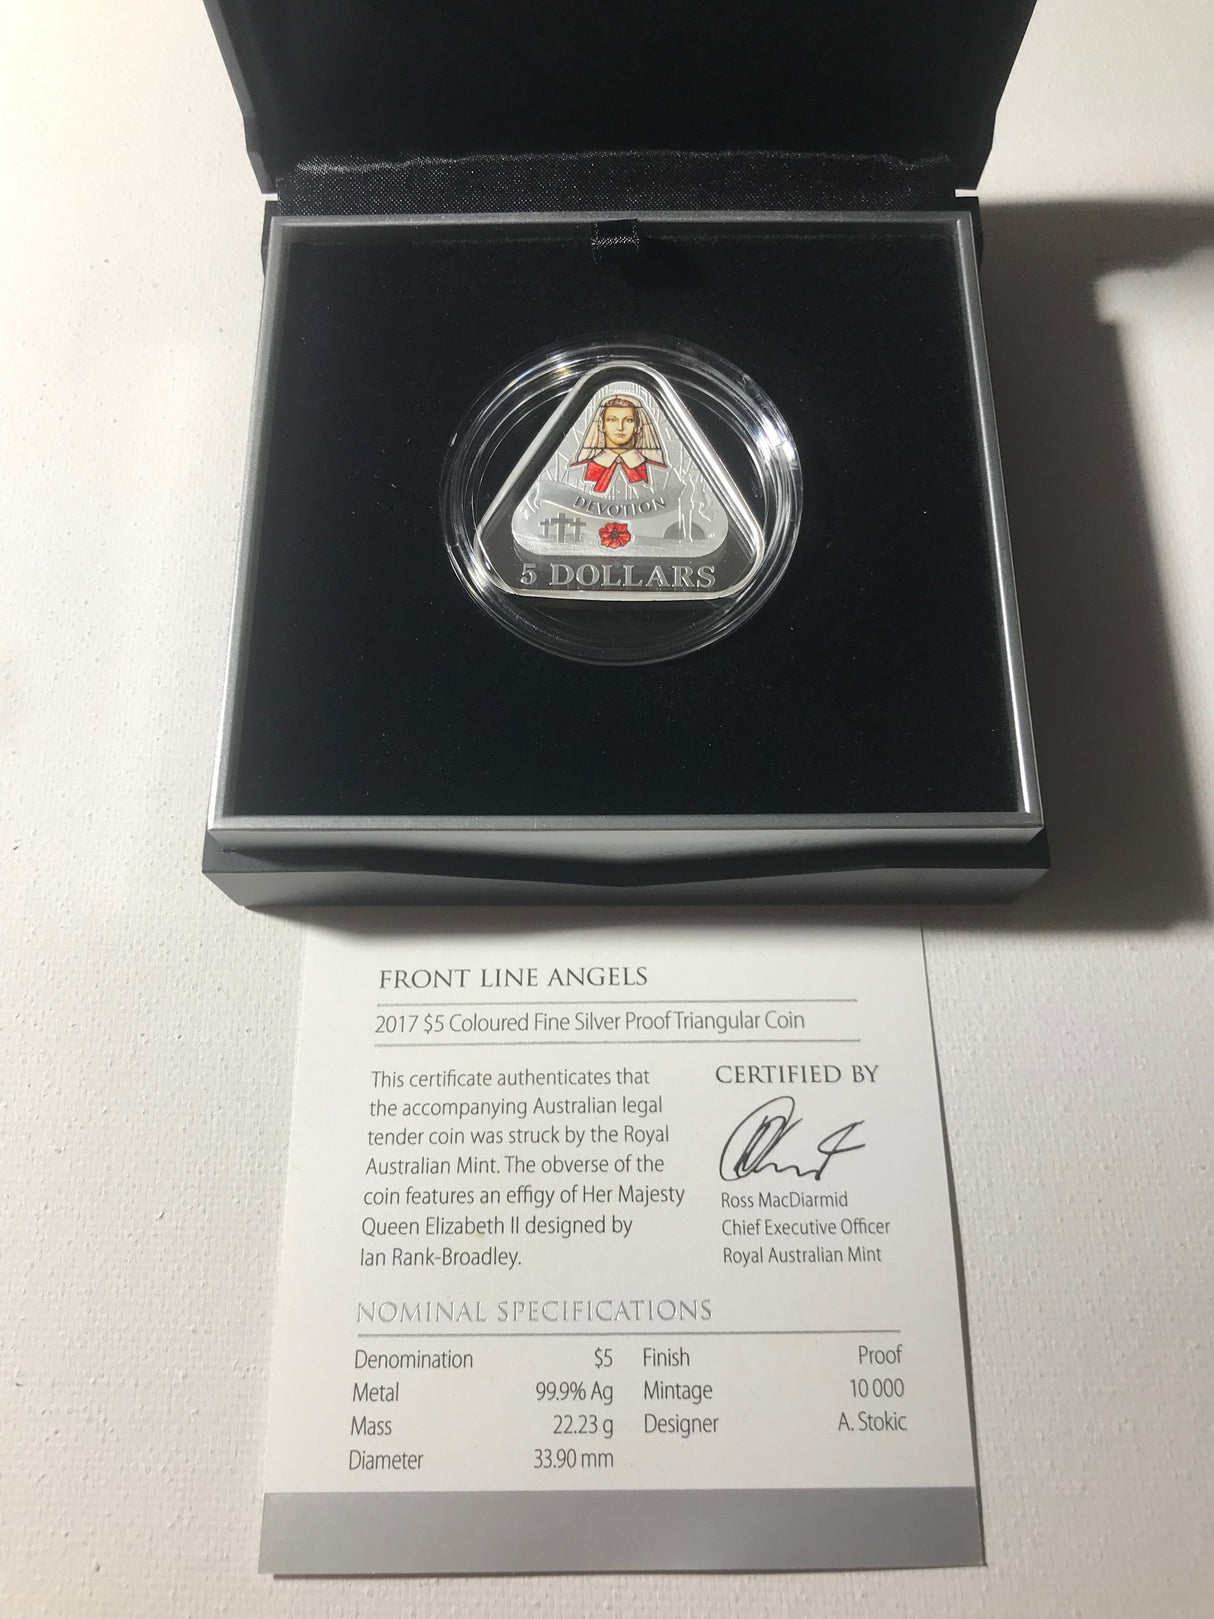 DEVOTION
5 DOLLARS
FRONT LINE ANGELS
2017 $5 Coloured Fine Silver Proof Triangular Coin
This certificate authenticates that
the accompanying Australian legal
tender coin was struck by the Royal
Australian Mint. The obverse of the
coin features an effigy of Her Majesty
Queen Elizabeth II designed by
Ian Rank-Broadley.
CERTIFIED BY
Ross MacDiarmid
Chief Executive Officer
Royal Australian Mint
NOMINAL SPECIFICATIONS
Denomination $5 Finish Proof
Metal 99.9% Ag Mintage 10 000
Mass 22.23 g Designer A. Stokic
Diameter 33.90 mm